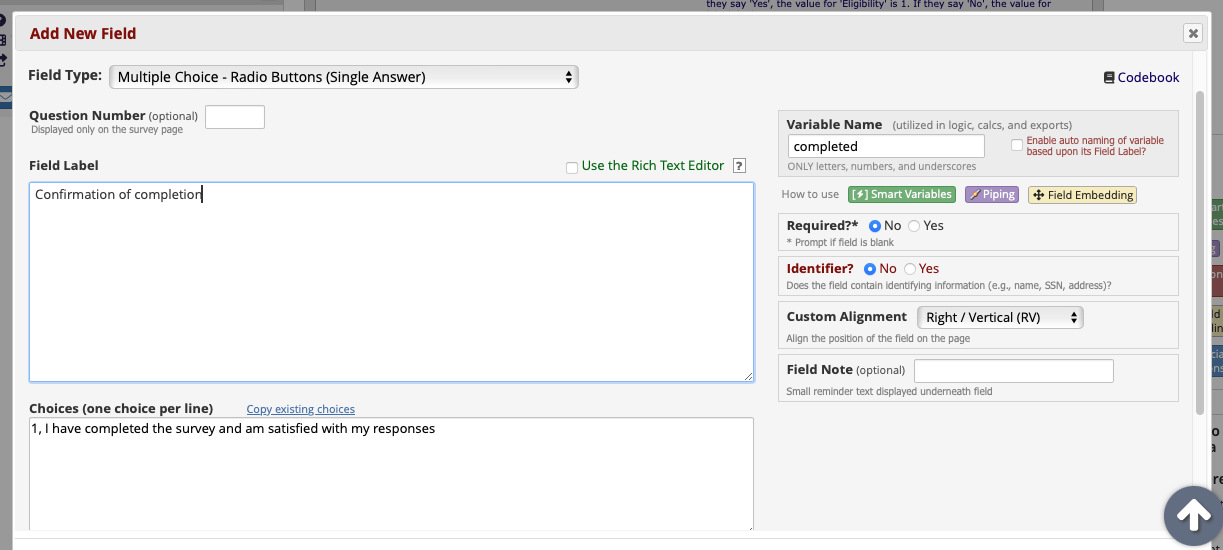 they say 'Yes', the value for 'Eligibility' is 1. If they say 'No', the value for
Add New Field
Field Type: Multiple Choice - Radio Buttons (Single Answer)
Codebook
Question Number (optional)
Displayed only on the survey page
Variable Name (utilized in logic, calcs, and exports)
completed
Enable auto naming of variable
based upon its Field Label?
ONLY letters, numbers, and underscores
Field Label
Use the Rich Text Editor ?
Confirmation of completion
How to use [⚡] Smart Variables Piping Field Embedding
Required?* No Yes
* Prompt if field is blank
Identifier? No Yes
Does the field contain identifying information (e.g., name, SSN, address)?
Custom Alignment Right / Vertical (RV)
Align the position of the field on the page
Field Note (optional)
Small reminder text displayed underneath field
Choices (one choice per line) Copy existing choices
1, I have completed the survey and am satisfied with my responses